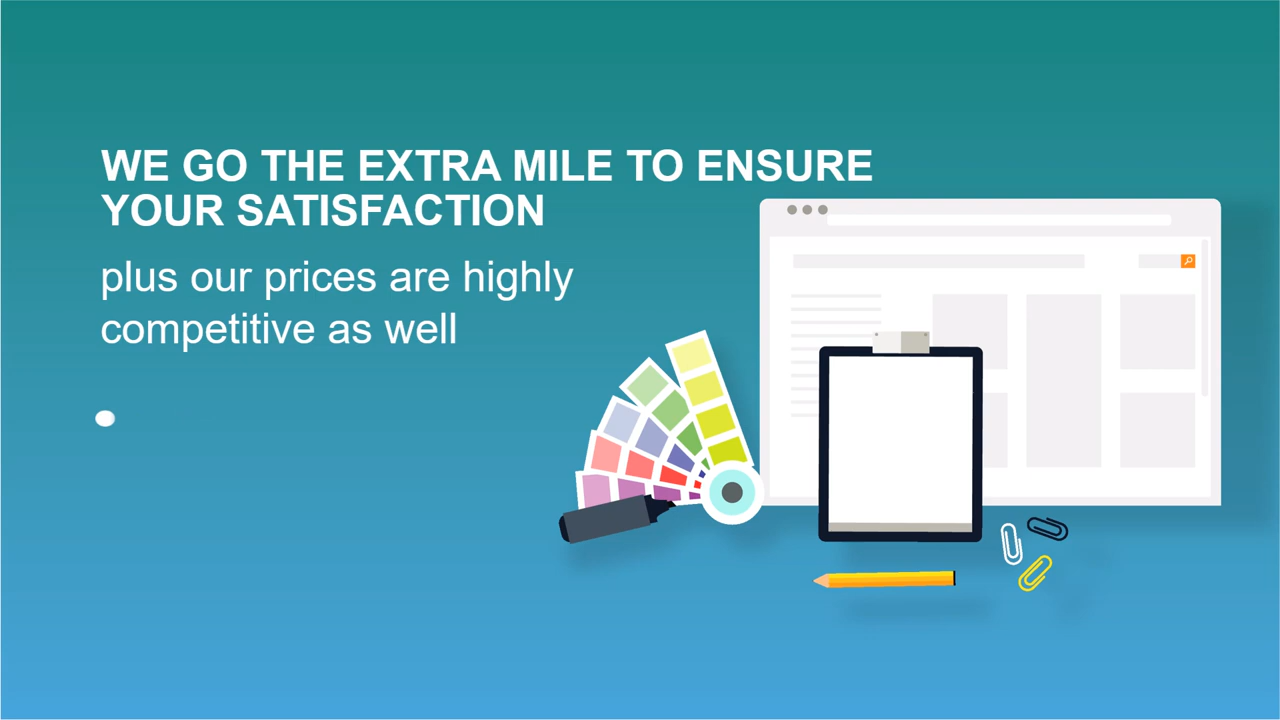 WE GO THE EXTRA MILE TO ENSURE
YOUR SATISFACTION
plus our prices are highly
competitive as well